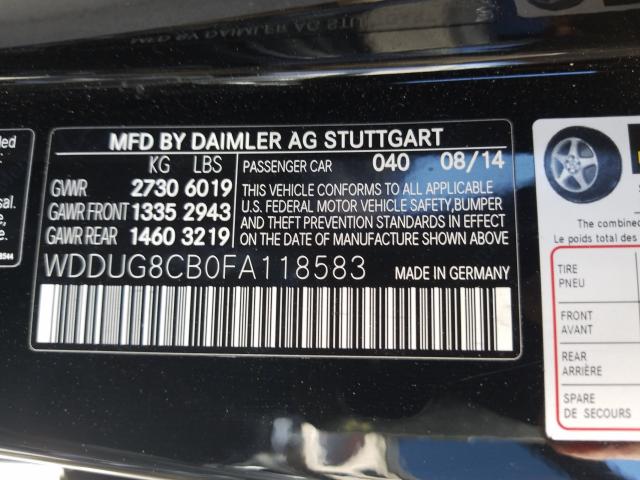 MFD BY DAIMLER AG STUTTGART
KG LBS
GVWR 2730 6019
GAWR FRONT 1335 2943
GAWR REAR 1460 3219
PASSENGER CAR 040 08/14
THIS VEHICLE CONFORMS TO ALL APPLICABLE
U.S. FEDERAL MOTOR VEHICLE SAFETY,BUMPER
AND THEFT PREVENTION STANDARDS IN EFFECT
ON THE DATE OF MANUFACTURE SHOWN ABOVE.
WDDUG8CB0FA118583 MADE IN GERMANY
The combined
Le poids total des
TIRE
PNEU
FRONT
AVANT
REAR
ARRIÈRE
SPARE
DE SECOURS